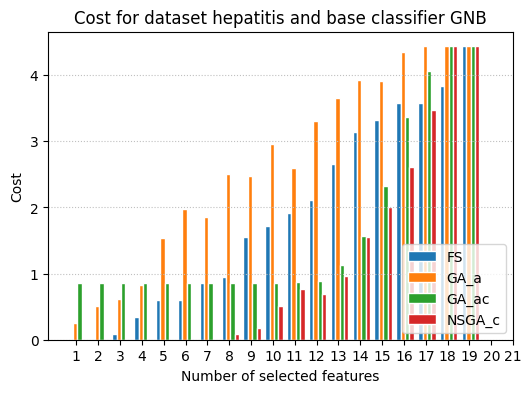 Cost for dataset hepatitis and base classifier GNB
4
3
2
1
0
Cost
FS
GA_a
GA_ac
NSGA_c
1 2 3 4 5 6 7 8 9 10 11 12 13 14 15 16 17 18 19 20 21
Number of selected features